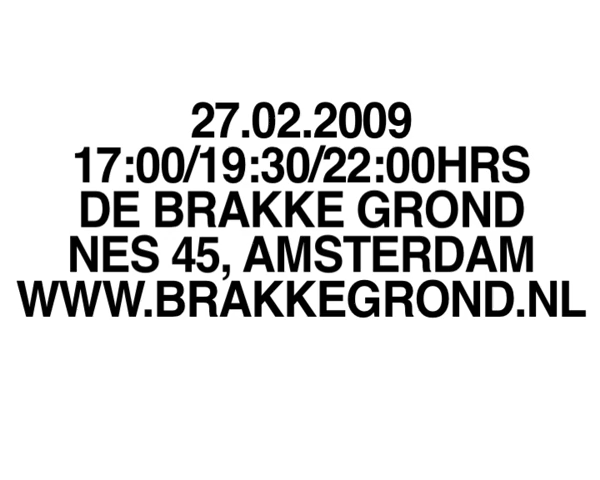 27.02.2009
17:00/19:30/22:00HRS
DE BRAKKE GROND
NES 45, AMSTERDAM
WWW.BRAKKEGROND.NL